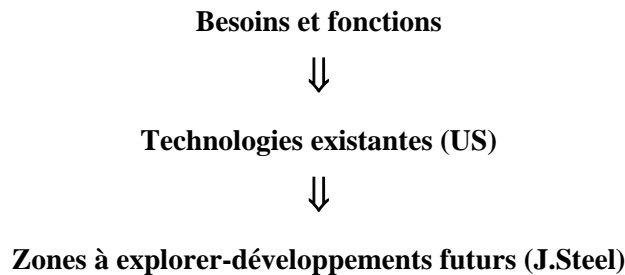 Besoins et fonctions
⇓
Technologies existantes (US)
⇓
Zones à explorer-développements futurs (J.Steel)